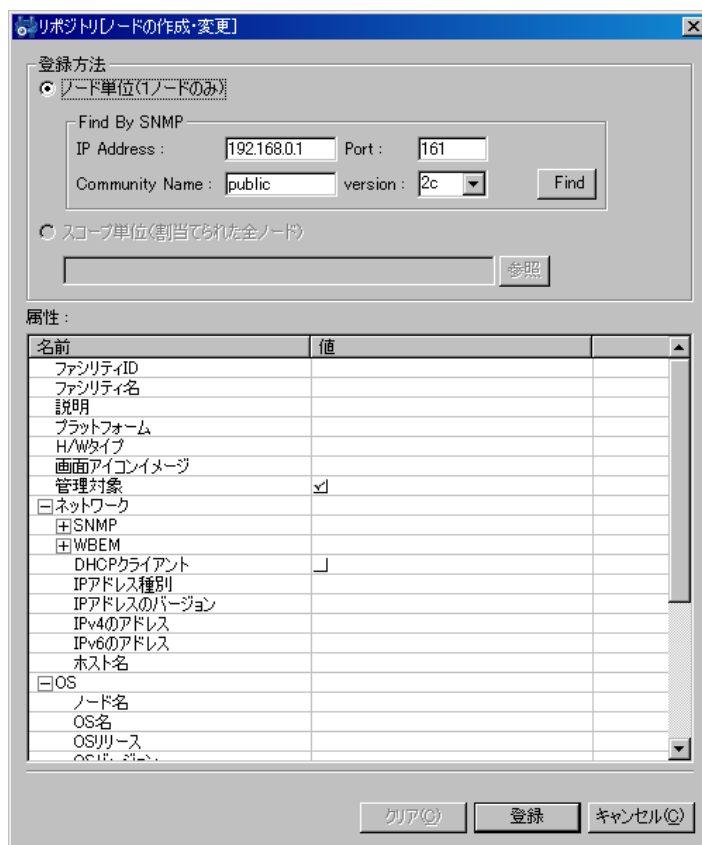 リポジトリ[ノードの作成・変更]
登録方法
ノード単位(1ノードのみ)
Find By SNMP
IP Address : 192.168.0.1 Port : 161
Community Name : public version : 2c Find
スコープ単位(割当てられた全ノード)
参照
属性 :
名前 値
ファシリティID
ファシリティ名
説明
プラットフォーム
H/Wタイプ
画面アイコンイメージ
管理対象
ネットワーク
SNMP
WBEM
DHCPクライアント
IPアドレス種別
IPアドレスのバージョン
IPv4のアドレス
IPv6のアドレス
ホスト名
OS
ノード名
OS名
OSリリース
OSバージョン
クリア(C) 登録 キャンセル(C)